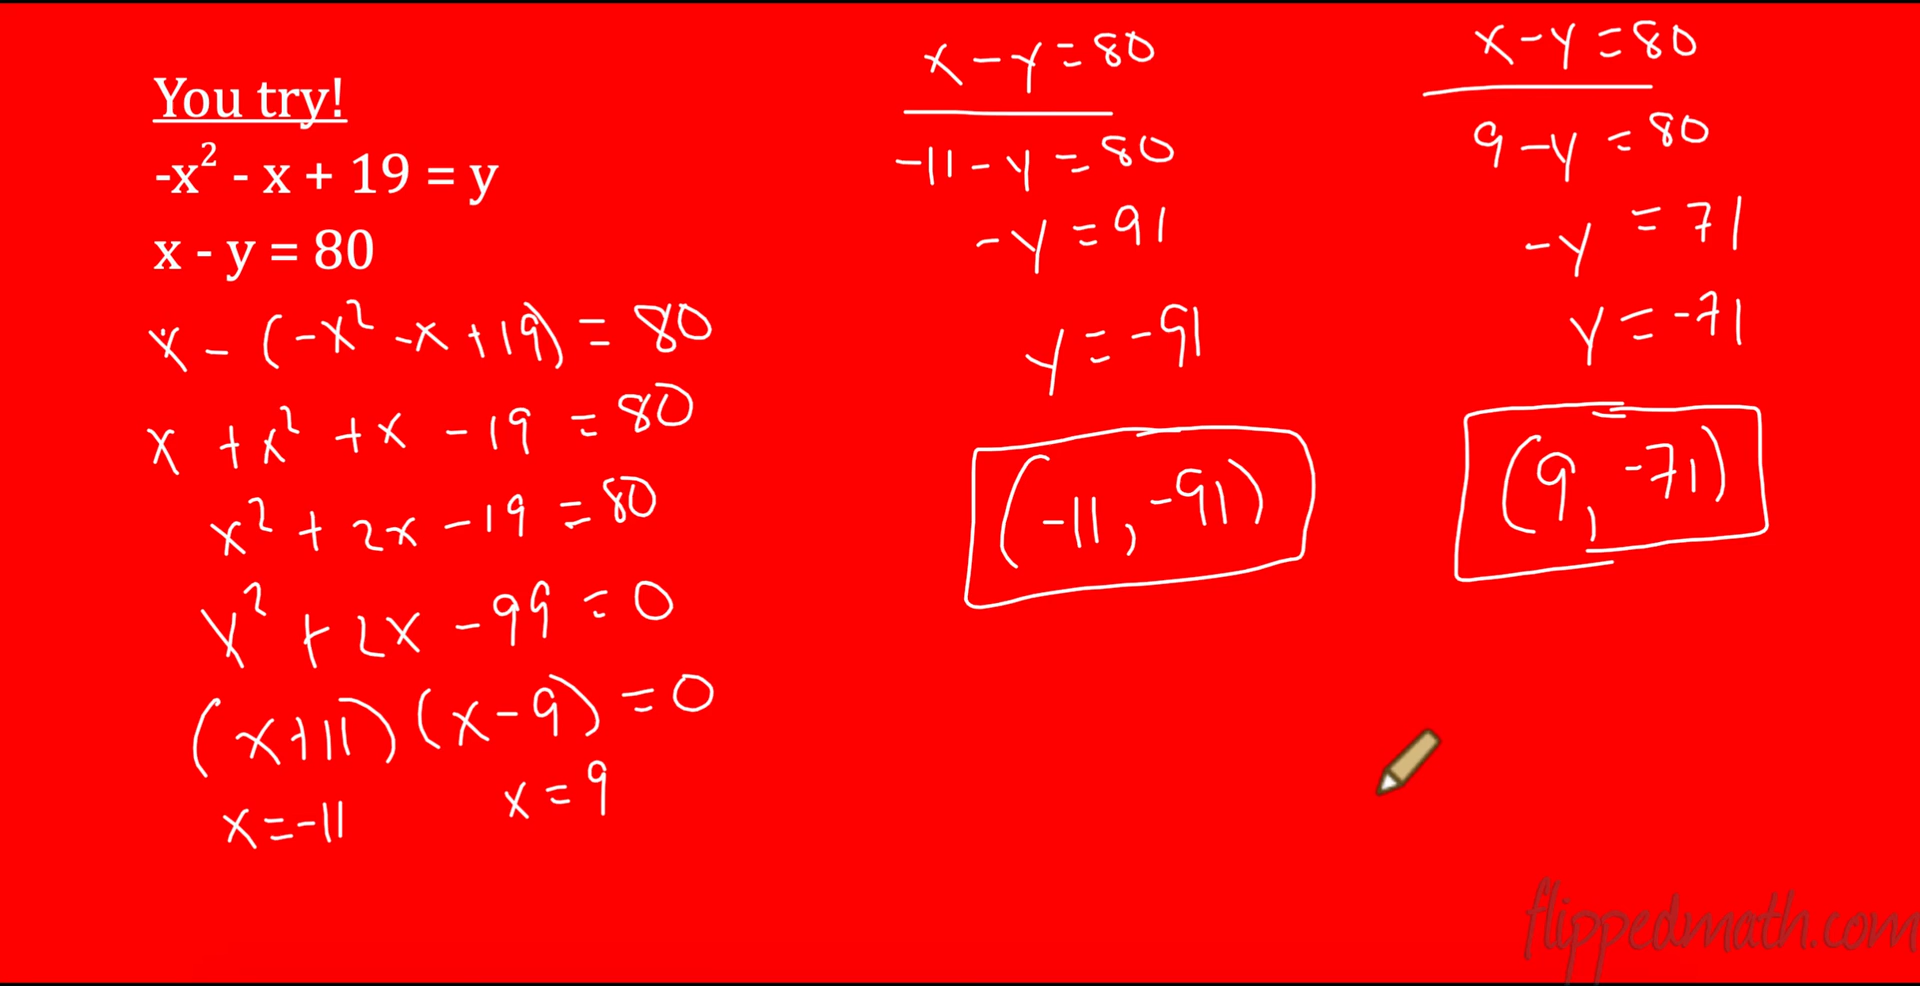 You try!
-x² - x + 19 = y
x - y = 80
x - (-x² - x + 19) = 80
x + x² + x - 19 = 80
x² + 2x - 19 = 80
x² + 2x - 99 = 0
(x+11)(x-9) = 0
x = -11
x = 9
x - y = 80
-11 - y = 80
-y = 91
y = -91
(-11, -91)
x - y = 80
9 - y = 80
-y = 71
y = -71
(9, -71)
flippedmath.com